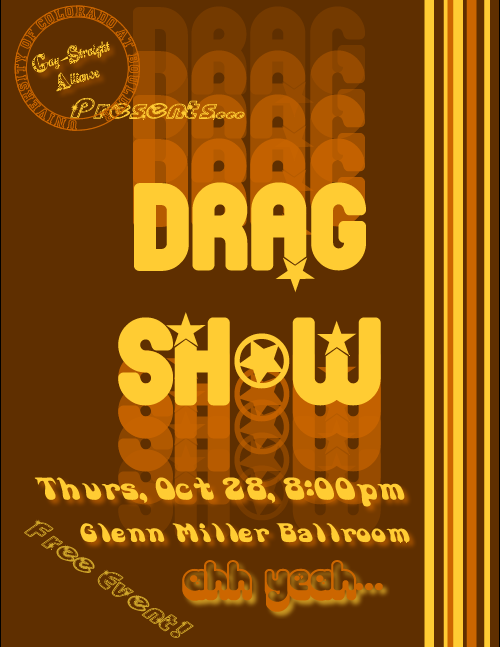 UNIVERSITY OF COLORADO AT BOULDER
Gay-Straight
Alliance
Presents....
DRAG
SHOW
Thurs, Oct 28, 8:00pm
Glenn Miller Ballroom
Free Event!
ahh yeah...